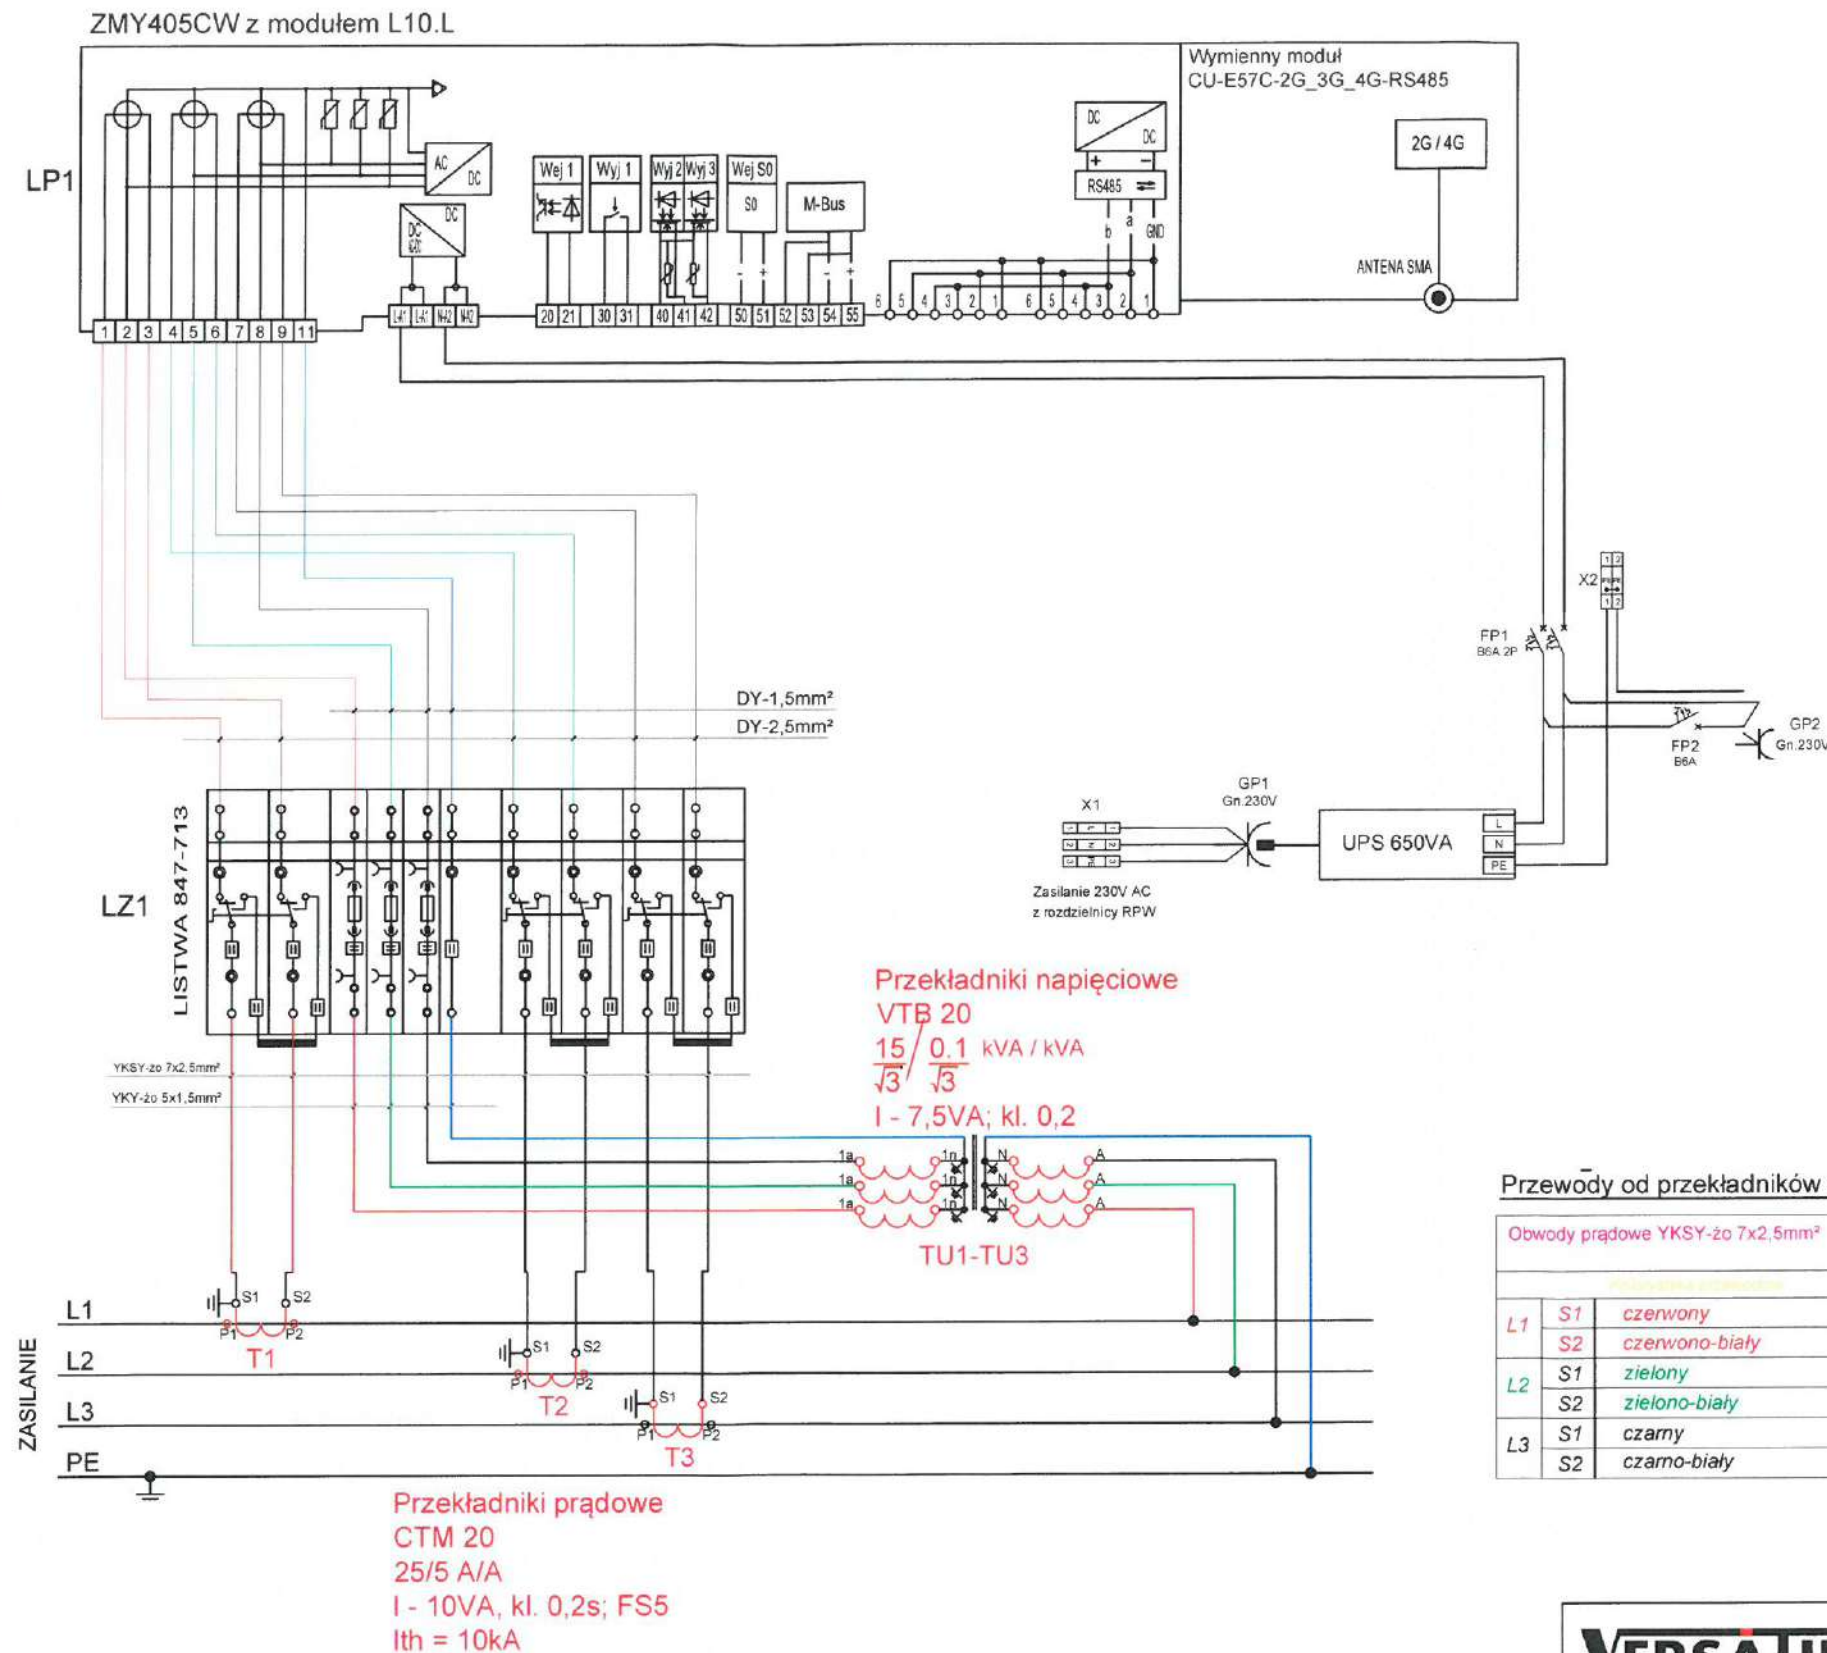 ZMY405CW z modułem L10.L
Wymienny moduł
CU-E57C-2G_3G_4G-RS485
LP1
AC
DC
DC
DC
Wej 1
Wyj 1
Wyj 2
Wyj 3
Wej S0
S0
M-Bus
DC
DC
+ -
RS485
b a GND
2G / 4G
ANTENA SMA
- + - +
1 2 3 4 5 6 7 8 9 11
20 21 30 31 40 41 42 50 51 52 53 54 55
6 5 4 3 2 1 6 5 4 3 2 1
DY-1,5mm²
DY-2,5mm²
LZ1
LISTWA 847-713
YKSY-żo 7x2,5mm²
YKY-żo 5x1,5mm²
X2
1 2
1 2
FP1
B6A 2P
FP2
B6A
GP2
Gn.230V
GP1
Gn.230V
X1
UPS 650VA
L
N
PE
Zasilanie 230V AC
z rozdzielnicy RPW
Przekładniki napięciowe
VTB 20
15/√3 / 0.1/√3 kVA / kVA
I - 7,5VA; kl. 0,2
1a 1n N A
1a 1n N A
1a 1n N A
TU1-TU3
ZASILANIE
L1
S1 S2
P1 P2
T1
L2
S1 S2
P1 P2
T2
L3
S1 S2
P1 P2
T3
PE
Przekładniki prądowe
CTM 20
25/5 A/A
I - 10VA, kl. 0,2s; FS5
Ith = 10kA
Przewody od przekładników
Obwody prądowe YKSY-żo 7x2,5mm²
L1 S1 czerwony
S2 czerwono-biały
L2 S1 zielony
S2 zielono-biały
L3 S1 czarny
S2 czarno-biały